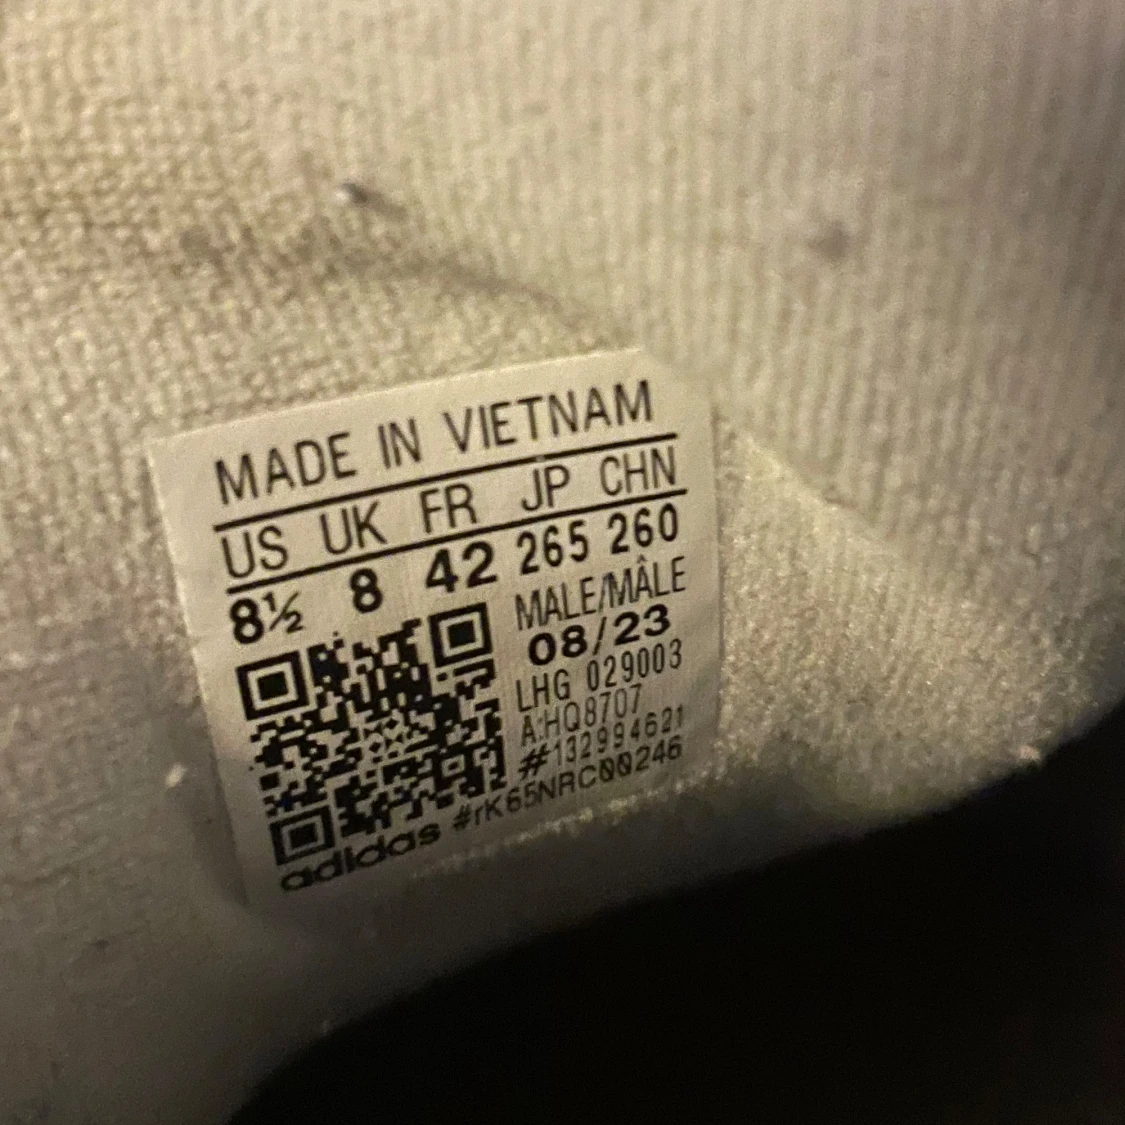 MADE IN VIETNAM
US UK FR JP CHN
8½ 8 42 265 260
MALE/MÂLE
08/23
LHG 029003
A:HQ8707
#132994621
#rK65NRC00246
adidas